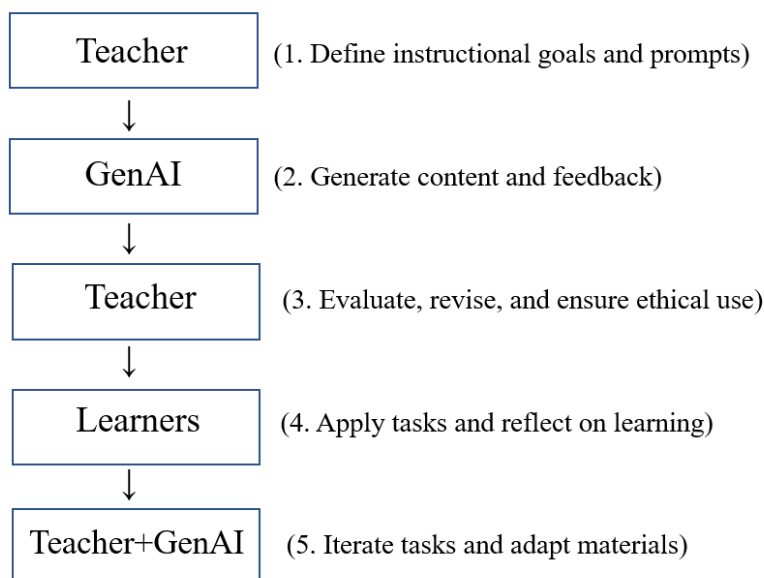 Teacher (1. Define instructional goals and prompts)
↓
GenAI (2. Generate content and feedback)
↓
Teacher (3. Evaluate, revise, and ensure ethical use)
↓
Learners (4. Apply tasks and reflect on learning)
↓
Teacher+GenAI (5. Iterate tasks and adapt materials)